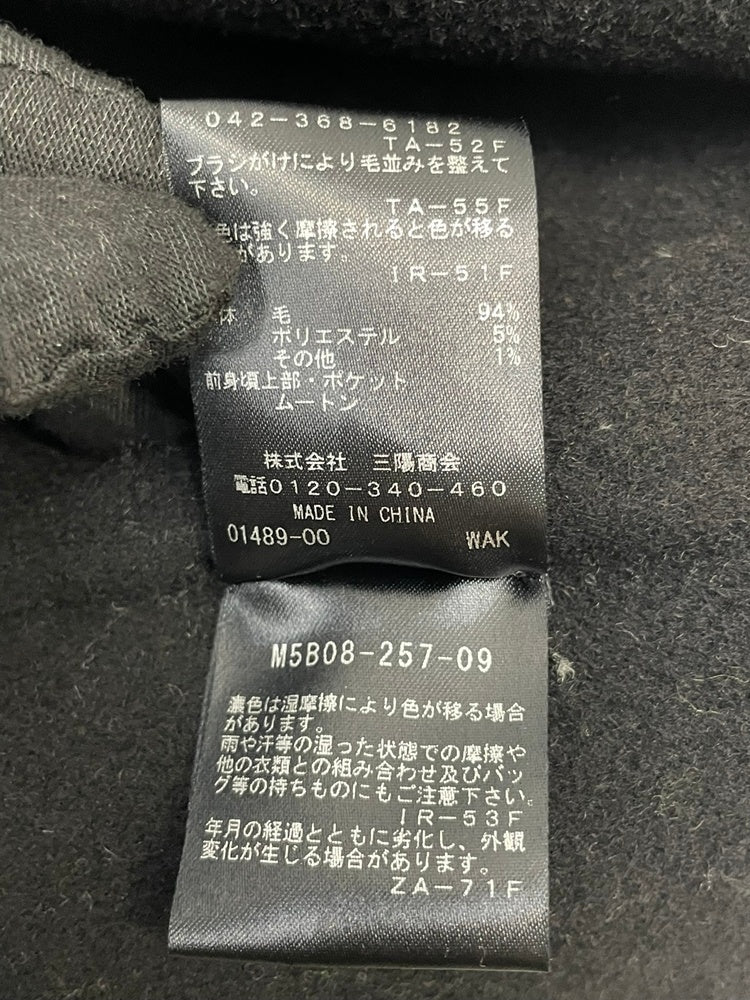 042-368-6182
TA-52F
ブラシがけにより毛並みを整えて
下さい。
TA-55F
色は強く摩擦されると色が移る
があります。
IR-51F
体 毛 94%
ポリエステル 5%
その他 1%
前身頃上部・ポケット
ムートン
株式会社 三陽商会
電話0120-340-460
MADE IN CHINA
01489-00 WAK
M5B08-257-09
濃色は湿摩擦により色が移る場合
があります。
雨や汗等の湿った状態での摩擦や
他の衣類との組み合わせ及びバッ
グ等の持ちものにもご注意下さい。
IR-53F
年月の経過とともに劣化し、外観
変化が生じる場合があります。
ZA-71F